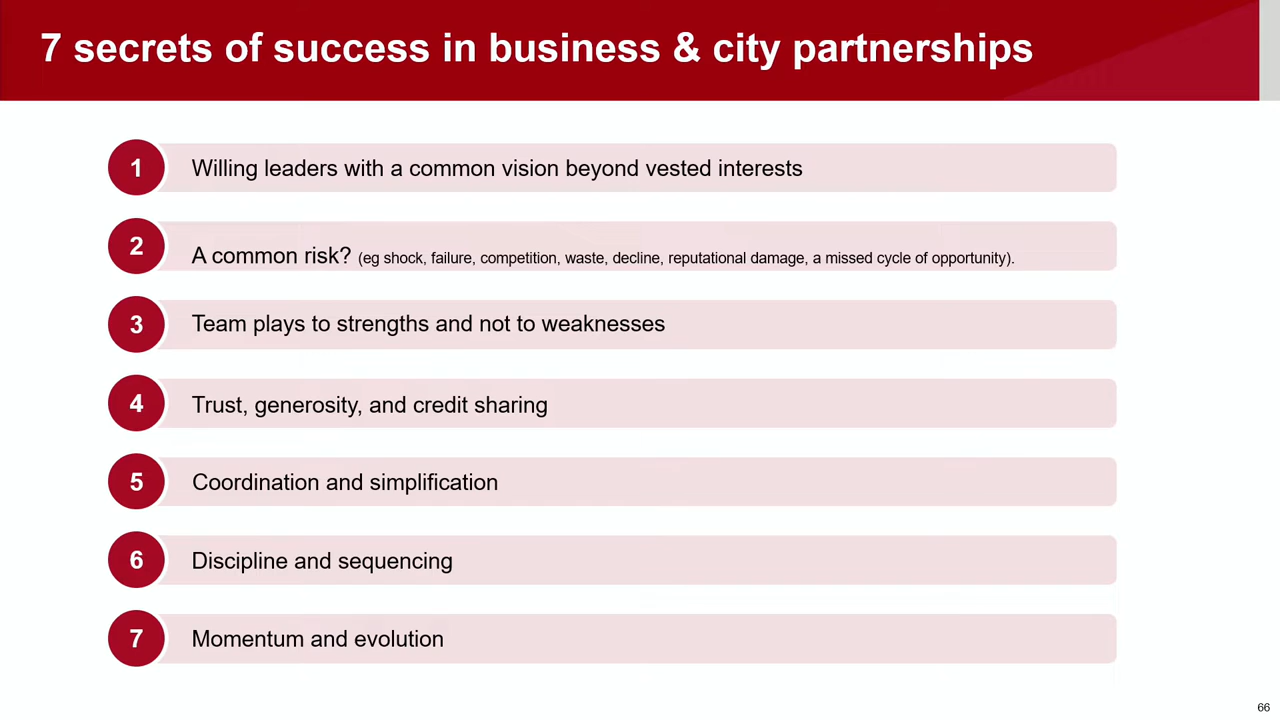 7 secrets of success in business & city partnerships
1 Willing leaders with a common vision beyond vested interests
2 A common risk? (eg shock, failure, competition, waste, decline, reputational damage, a missed cycle of opportunity).
3 Team plays to strengths and not to weaknesses
4 Trust, generosity, and credit sharing
5 Coordination and simplification
6 Discipline and sequencing
7 Momentum and evolution
66